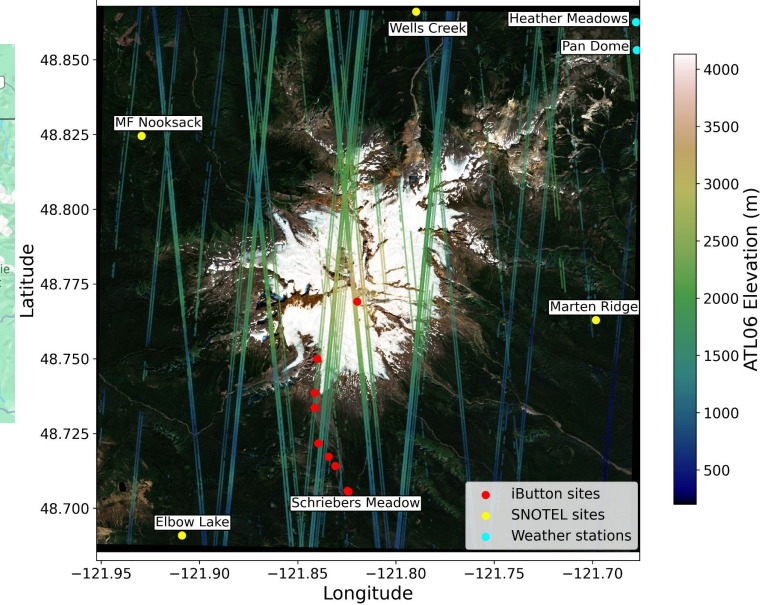 Heather Meadows
Wells Creek
Pan Dome
MF Nooksack
Marten Ridge
Schriebers Meadow
Elbow Lake
iButton sites
SNOTEL sites
Weather stations
48.850
48.825
48.800
48.775
48.750
48.725
48.700
Latitude
−121.95
−121.90
−121.85
−121.80
−121.75
−121.70
Longitude
4000
3500
3000
2500
2000
1500
1000
500
ATL06 Elevation (m)